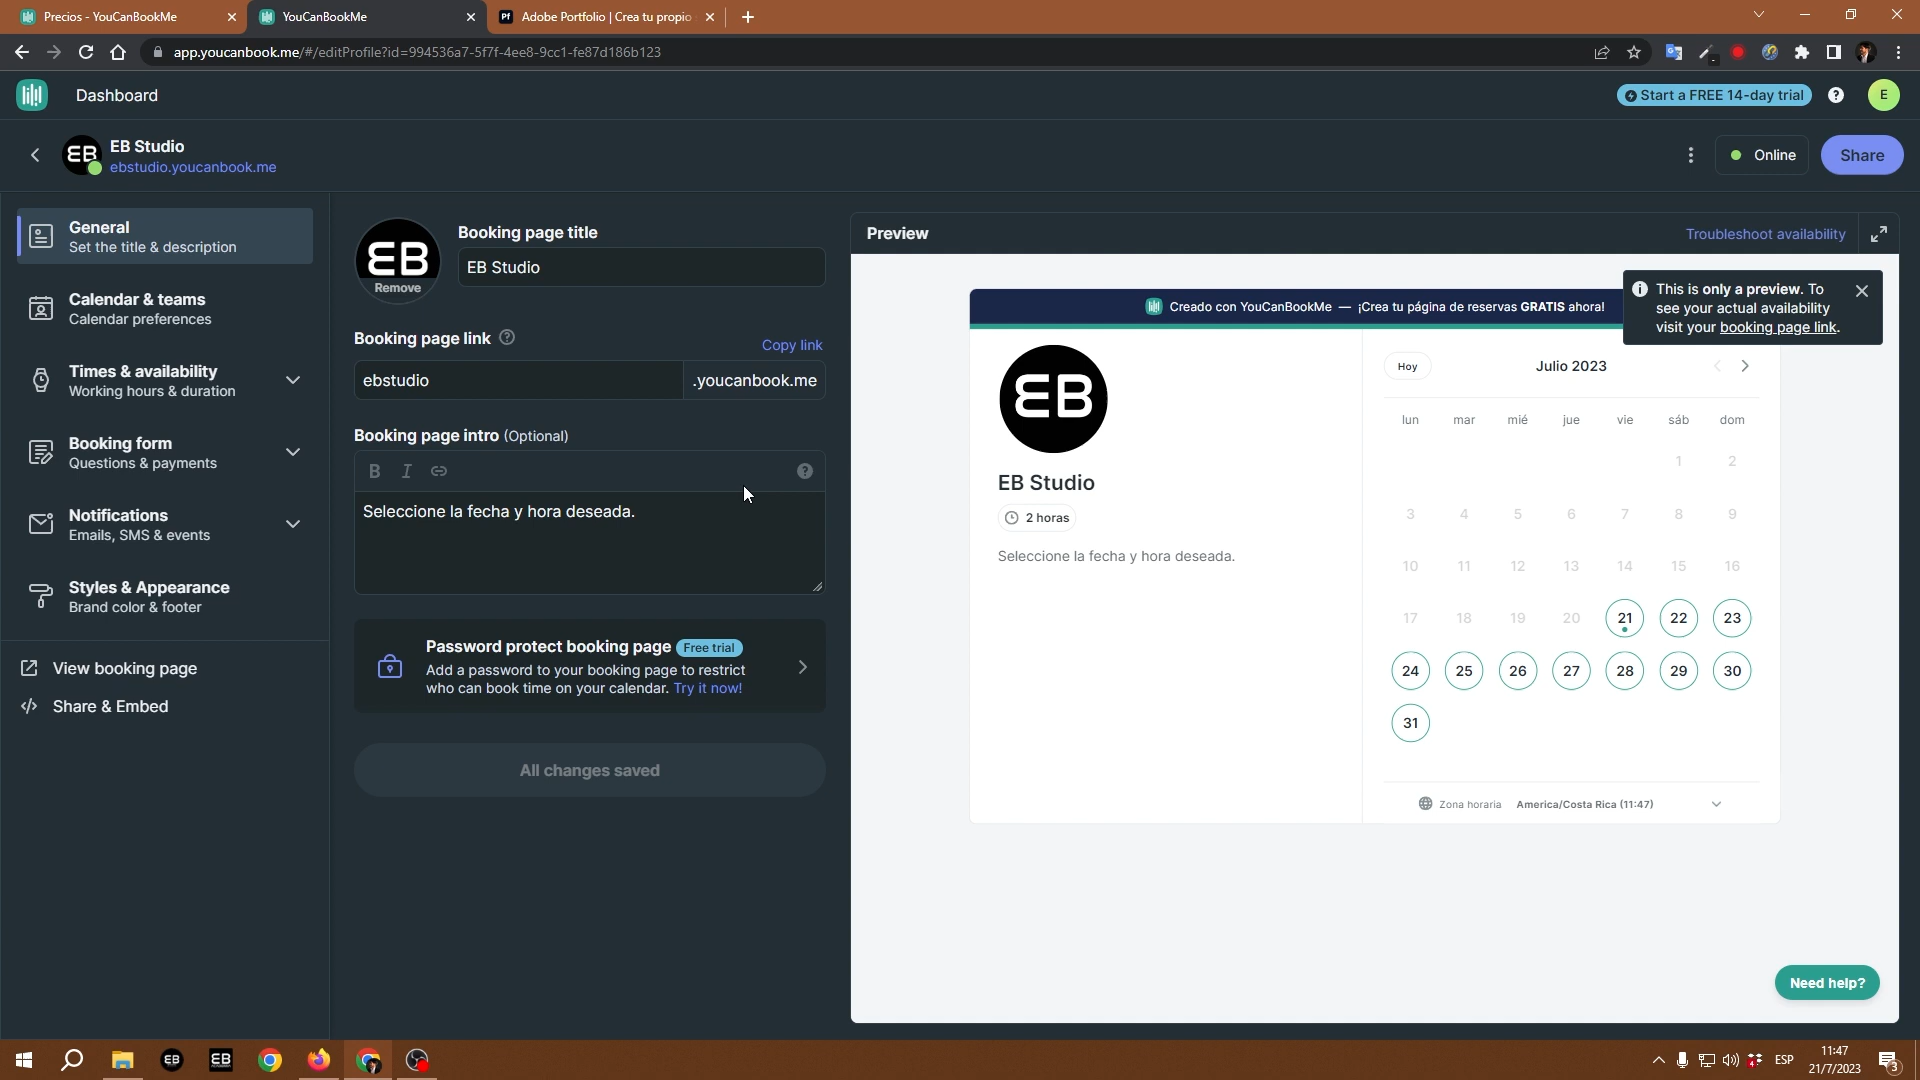 Precios - YouCanBookMe
YouCanBookMe
Adobe Portfolio | Crea tu propio
app.youcanbook.me/#/editProfile?id=994536a7-5f7f-4ee8-9cc1-fe87d186b123
Dashboard
Start a FREE 14-day trial
?
E
EB
EB Studio
ebstudio.youcanbook.me
Online
Share
General
Set the title & description
Calendar & teams
Calendar preferences
Times & availability
Working hours & duration
Booking form
Questions & payments
Notifications
Emails, SMS & events
Styles & Appearance
Brand color & footer
View booking page
Share & Embed
EB
Remove
Booking page title
EB Studio
Booking page link
Copy link
ebstudio
.youcanbook.me
Booking page intro (Optional)
B I
Seleccione la fecha y hora deseada.
Password protect booking page Free trial
Add a password to your booking page to restrict
who can book time on your calendar. Try it now!
All changes saved
Preview
Troubleshoot availability
This is only a preview. To
see your actual availability
visit your booking page link.
Creado con YouCanBookMe — ¡Crea tu página de reservas GRATIS ahora!
EB
EB Studio
2 horas
Seleccione la fecha y hora deseada.
Hoy
Julio 2023
lun mar mié jue vie sáb dom
1 2
3 4 5 6 7 8 9
10 11 12 13 14 15 16
17 18 19 20 21 22 23
24 25 26 27 28 29 30
31
Zona horaria America/Costa Rica (11:47)
Need help?
EB
EB
ESP
11:47
21/7/2023
3